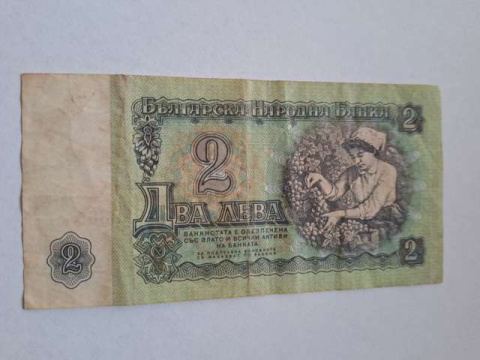 Българска Народна Банка
2
2
Два лева
БАНКНОТАТА Е ОБЕЗПЕЧЕНА
СЪС ЗЛАТО И ВСИЧКИ АКТИВИ
НА БАНКАТА
2
2